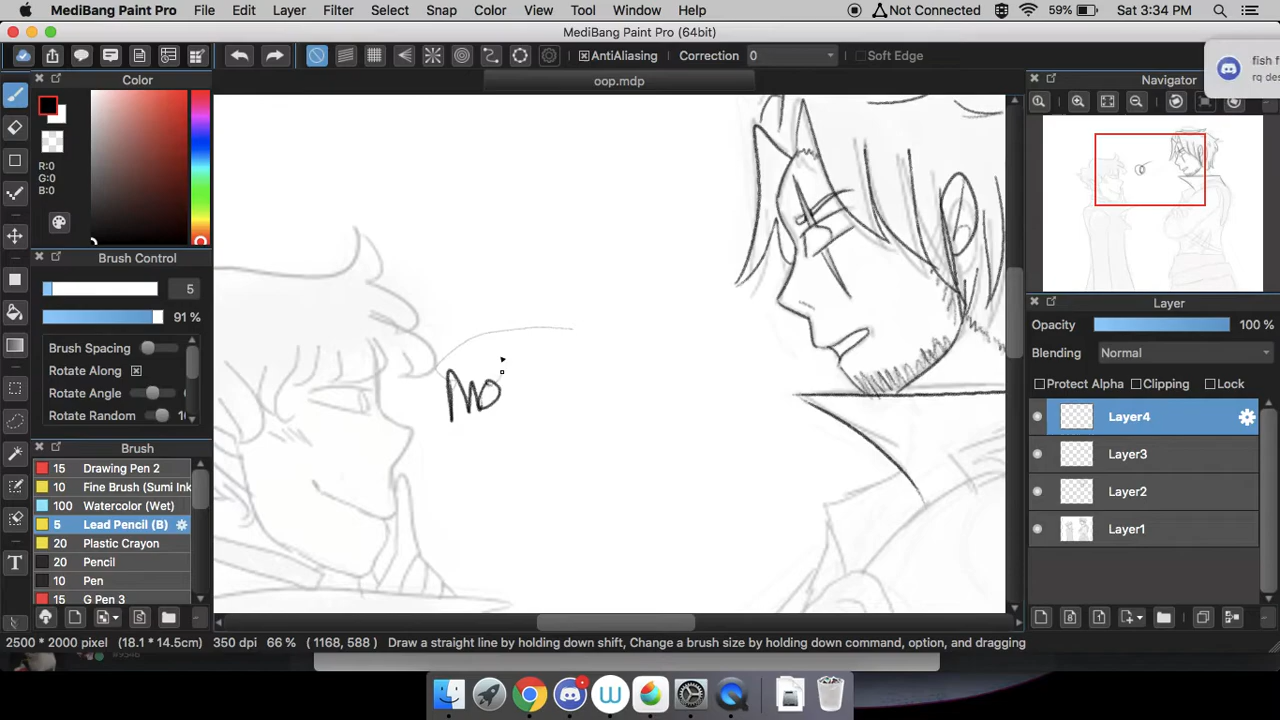 MediBang Paint Pro File Edit Layer Filter Select Snap Color View Tool Window Help Not Connected 59% Sat 3:34 PM
MediBang Paint Pro (64bit)
AntiAliasing Correction 0 Soft Edge
oop.mdp
fish f
rq des
Color
R:0
G:0
B:0
Brush Control
5
91 %
Brush Spacing
Rotate Along
Rotate Angle
Rotate Random
Brush
15 Drawing Pen 2
10 Fine Brush (Sumi Ink
100 Watercolor (Wet)
5 Lead Pencil (B)
20 Plastic Crayon
20 Pencil
10 Pen
15 G Pen 3
T
Mo
Navigator
Layer
Opacity 100 %
Blending Normal
Protect Alpha Clipping Lock
Layer4
Layer3
Layer2
Layer1
2500 * 2000 pixel (18.1 * 14.5cm) 350 dpi 66 % ( 1168, 588 ) Draw a straight line by holding down shift, Change a brush size by holding down command, option, and dragging